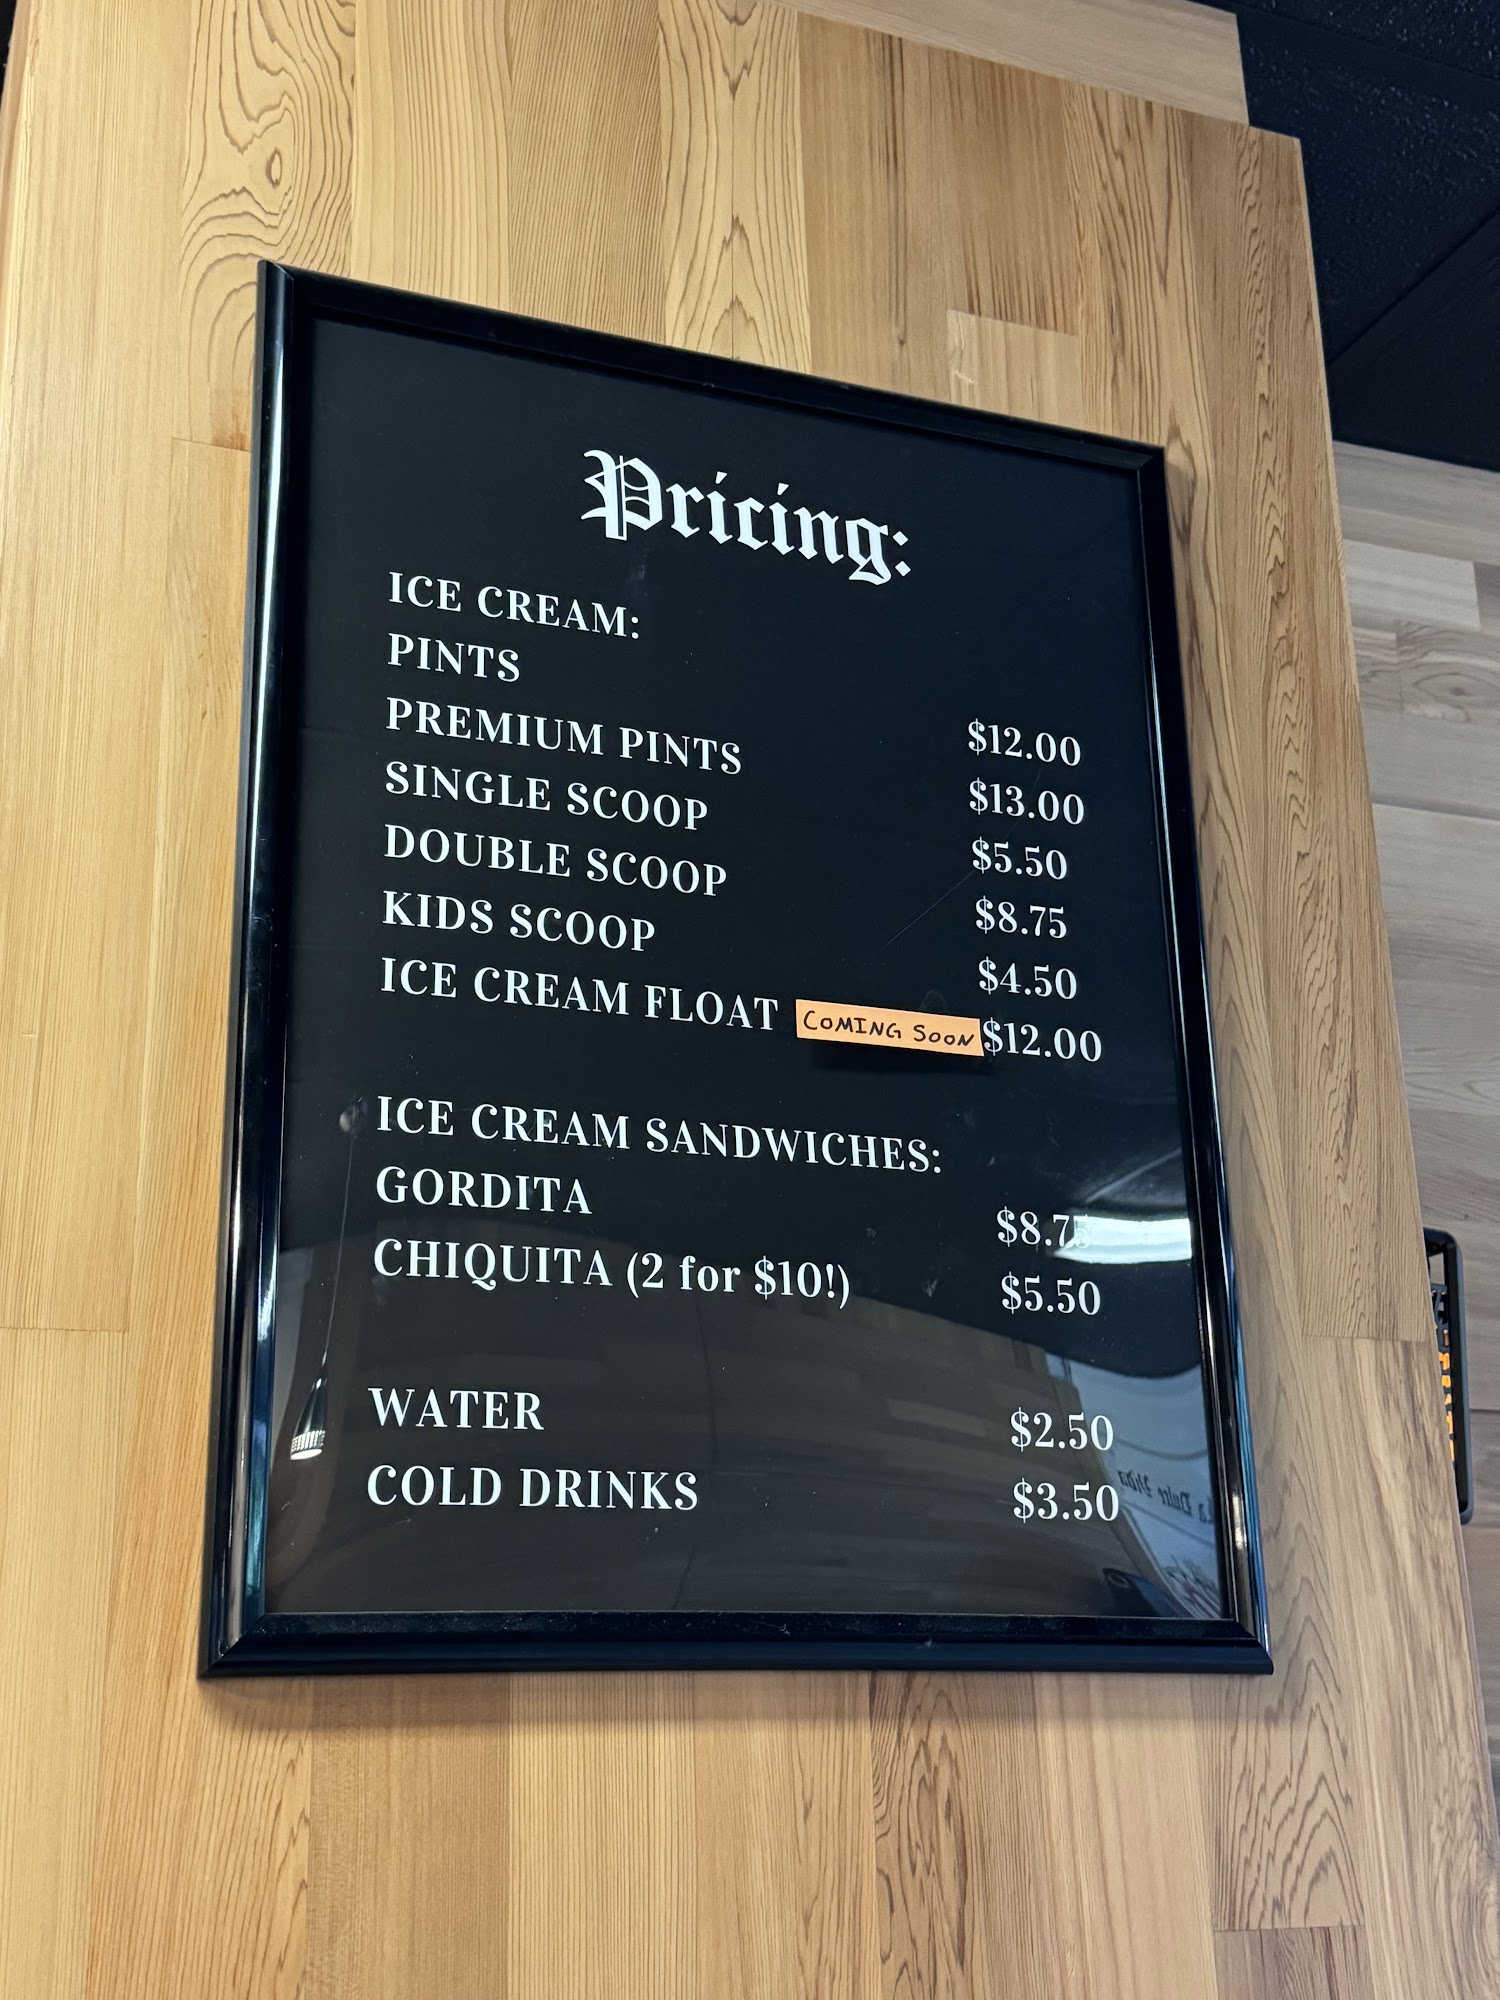 Pricing:
ICE CREAM:
PINTS $12.00
PREMIUM PINTS $13.00
SINGLE SCOOP $5.50
DOUBLE SCOOP $8.75
KIDS SCOOP $4.50
ICE CREAM FLOAT COMING SOON $12.00
ICE CREAM SANDWICHES:
GORDITA $8.75
CHIQUITA (2 for $10!) $5.50
WATER $2.50
COLD DRINKS $3.50